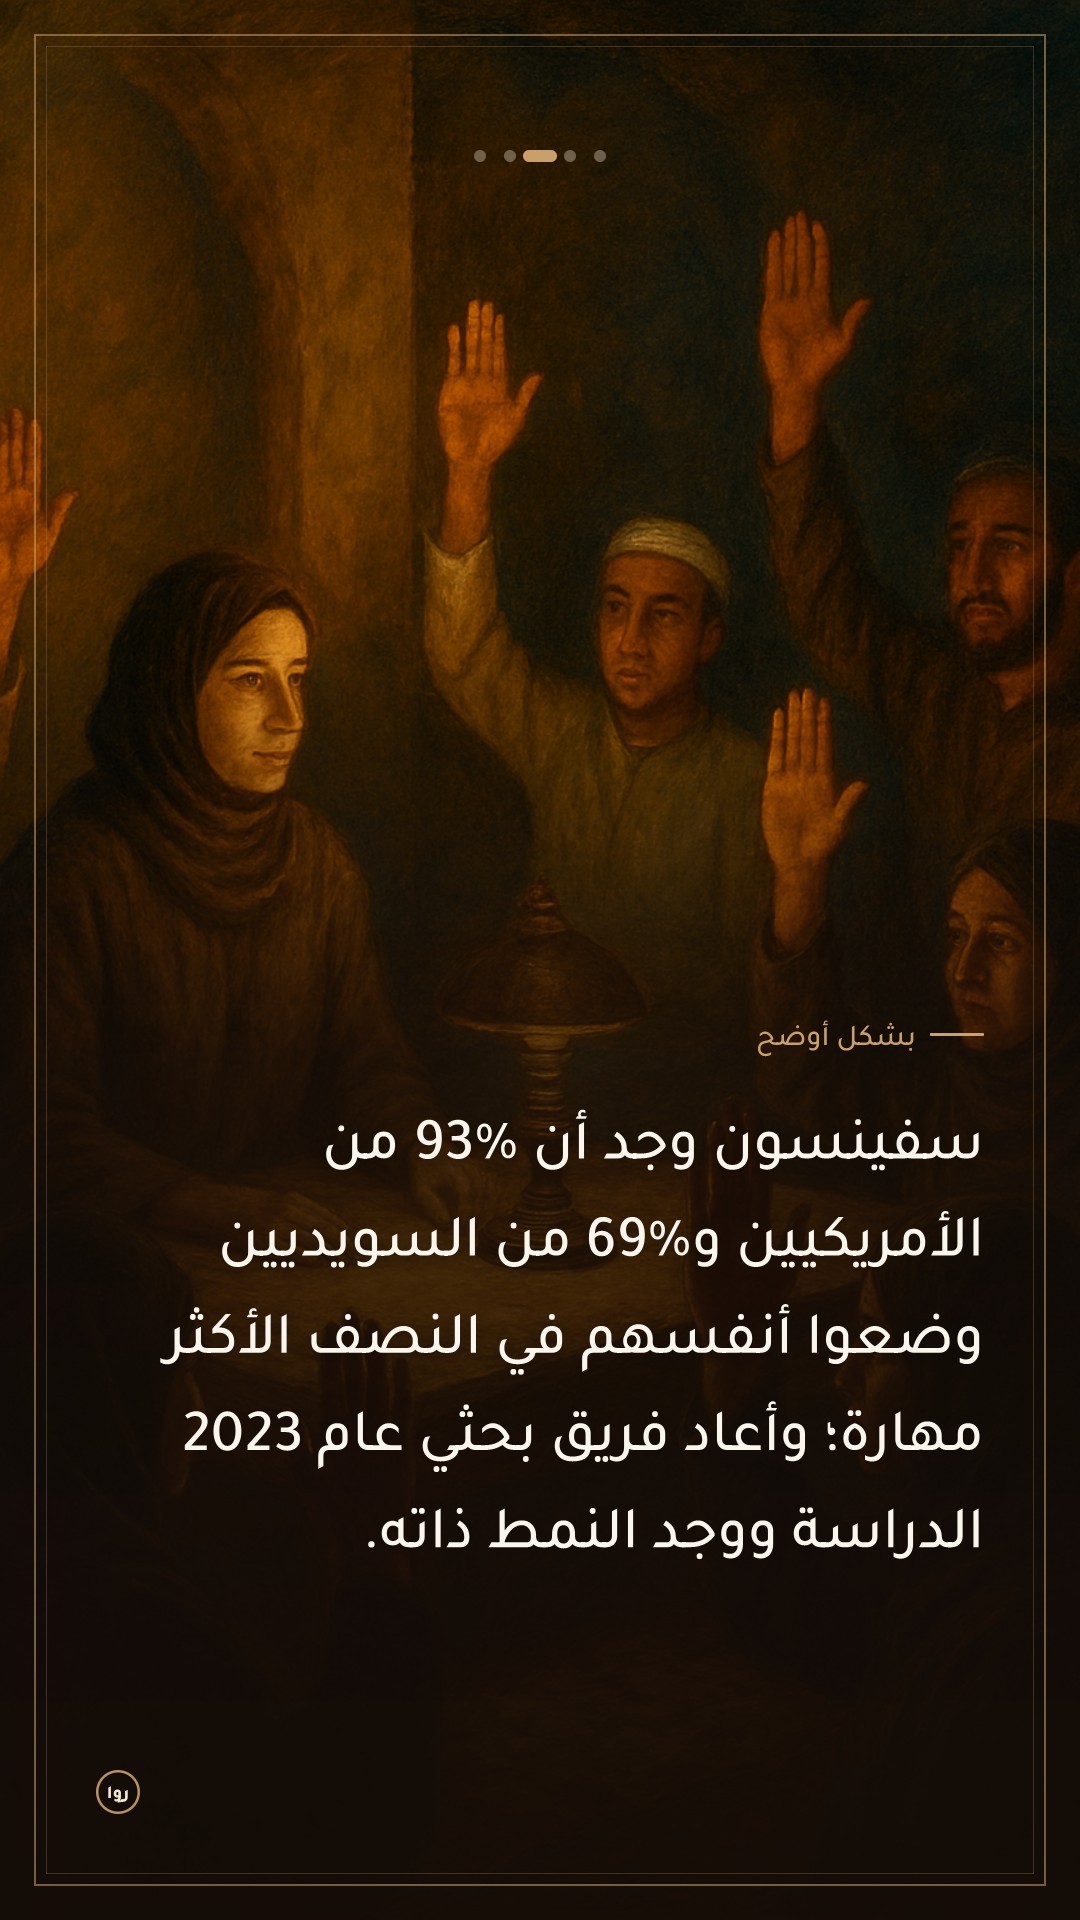 بشكل أوضح
سفينسون وجد أن 93% من
الأمريكيين و69% من السويديين
وضعوا أنفسهم في النصف الأكثر
مهارة؛ وأعاد فريق بحثي عام 2023
الدراسة ووجد النمط ذاته.
روا